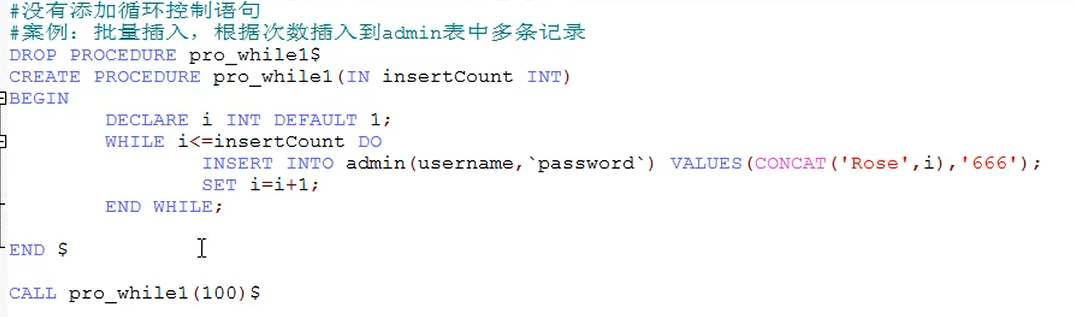 #没有添加循环控制语句
#案例：批量插入，根据次数插入到admin表中多条记录
DROP PROCEDURE pro_while1$
CREATE PROCEDURE pro_while1(IN insertCount INT)
BEGIN
DECLARE i INT DEFAULT 1;
WHILE i<=insertCount DO
INSERT INTO admin(username,`password`) VALUES(CONCAT('Rose',i),'666');
SET i=i+1;
END WHILE;
END $
CALL pro_while1(100)$